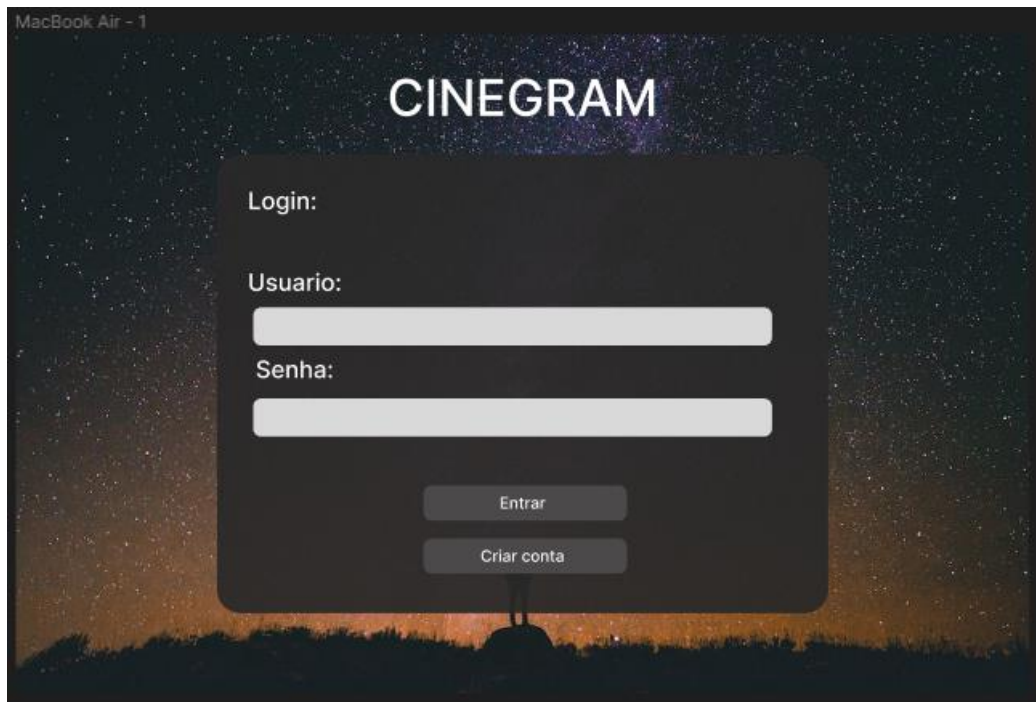 MacBook Air - 1
CINEGRAM
Login:
Usuario:
Senha:
Entrar
Criar conta